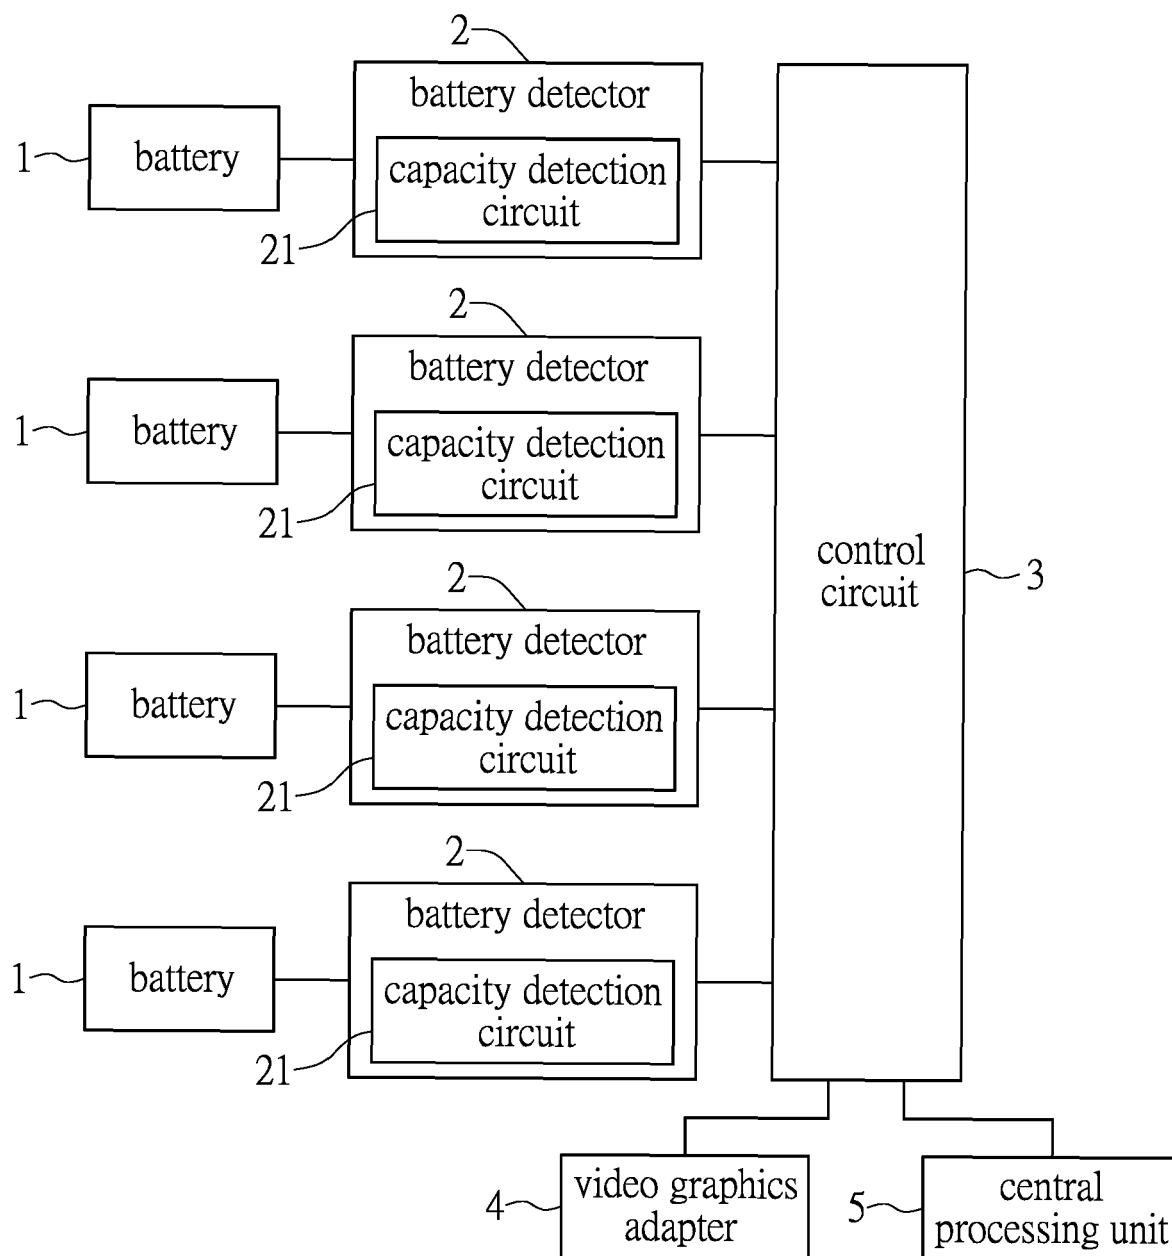 2
battery detector
1
battery
capacity detection
circuit
21
2
battery detector
1
battery
capacity detection
circuit
21
control
circuit
3
2
battery detector
1
battery
capacity detection
circuit
21
2
battery detector
1
battery
capacity detection
circuit
21
4
video graphics
adapter
5
central
processing unit